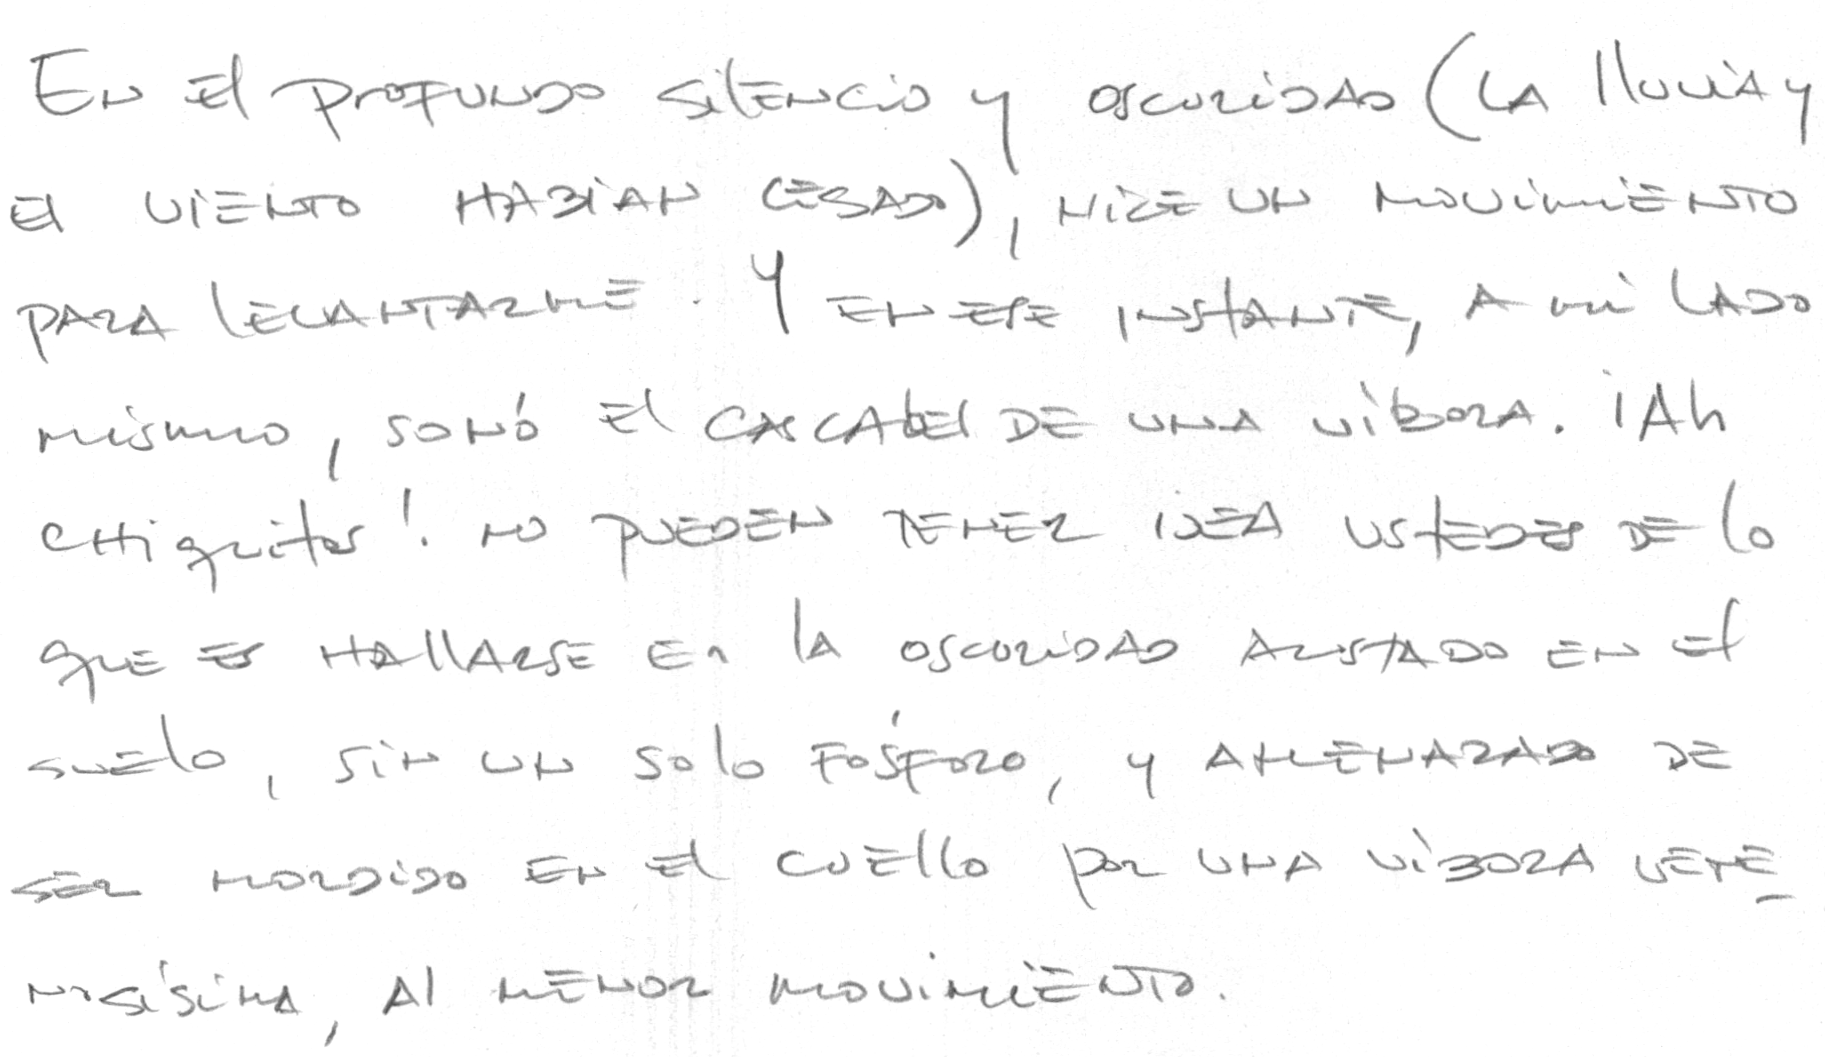 En el profundo silencio y oscuridad (la lluvia y
el viento habían cesado), hice un movimiento
para levantarme. Y en ese instante, a mi lado
mismo, sonó el cascabel de una víbora. ¡Ah
chiquitos! No pueden tener idea ustedes de lo
que es hallarse en la oscuridad acostado en el
suelo, sin un solo fósforo, y amenazado de
ser mordido en el cuello por una víbora vene
nosísima, al menor movimiento.